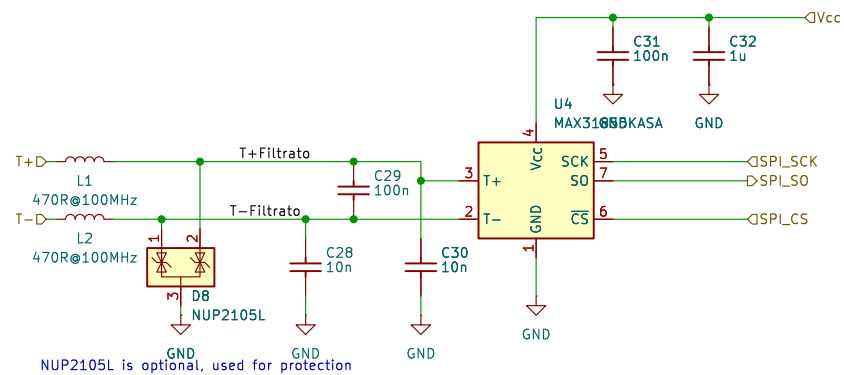 Vcc
C31
100n
C32
1u
GND
U4
MAX31855KASA
GND
4
Vcc
T+
T+Filtrato
SCK
5
SPI_SCK
L1
470R@100MHz
C29
100n
3
T+
SO
7
SPI_SO
T-
T-Filtrato
2
T-
CS
6
SPI_CS
GND
1
L2
470R@100MHz
1
2
C28
10n
C30
10n
3
D8
NUP2105L
GND
GND
GND
GND
NUP2105L is optional, used for protection